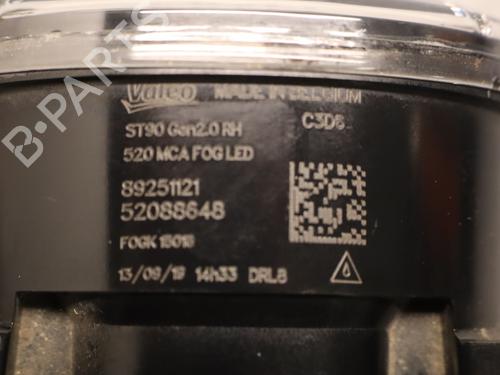 B-PARTS
Valeo MADE IN BELGIUM
ST90 Gen2.0 RH C3D6
520 MCA FOG LED
89251121
52088648
FOGK 15018
13/09/19 14h33 DRL8